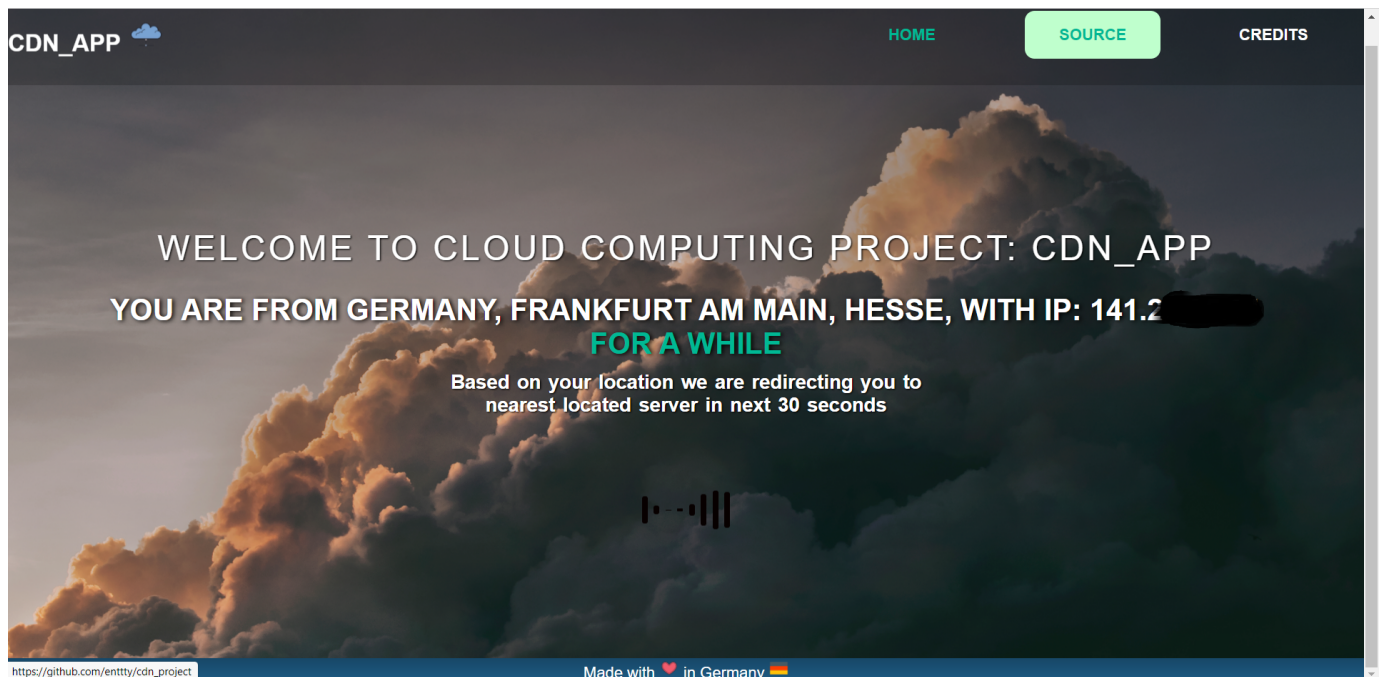 CDN_APP
HOME
SOURCE
CREDITS
WELCOME TO CLOUD COMPUTING PROJECT: CDN_APP
YOU ARE FROM GERMANY, FRANKFURT AM MAIN, HESSE, WITH IP: 141.2
FOR A WHILE
Based on your location we are redirecting you to
nearest located server in next 30 seconds
https://github.com/enttty/cdn_project
Made with ❤️ in Germany 🇩🇪